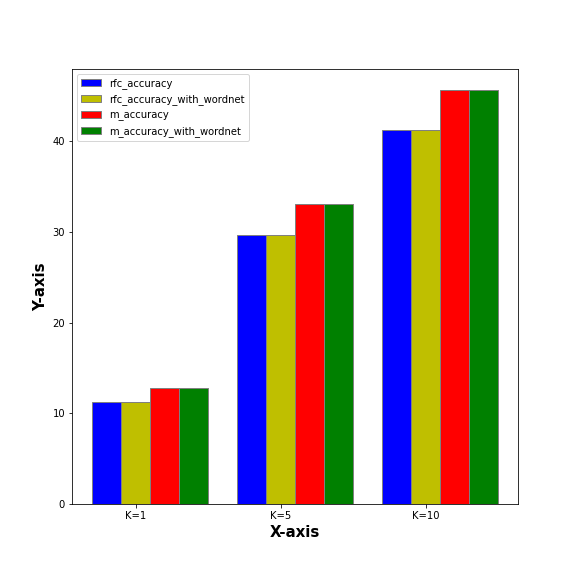 rfc_accuracy
rfc_accuracy_with_wordnet
m_accuracy
m_accuracy_with_wordnet
40
30
20
10
0
Y-axis
K=1 K=5 K=10
X-axis